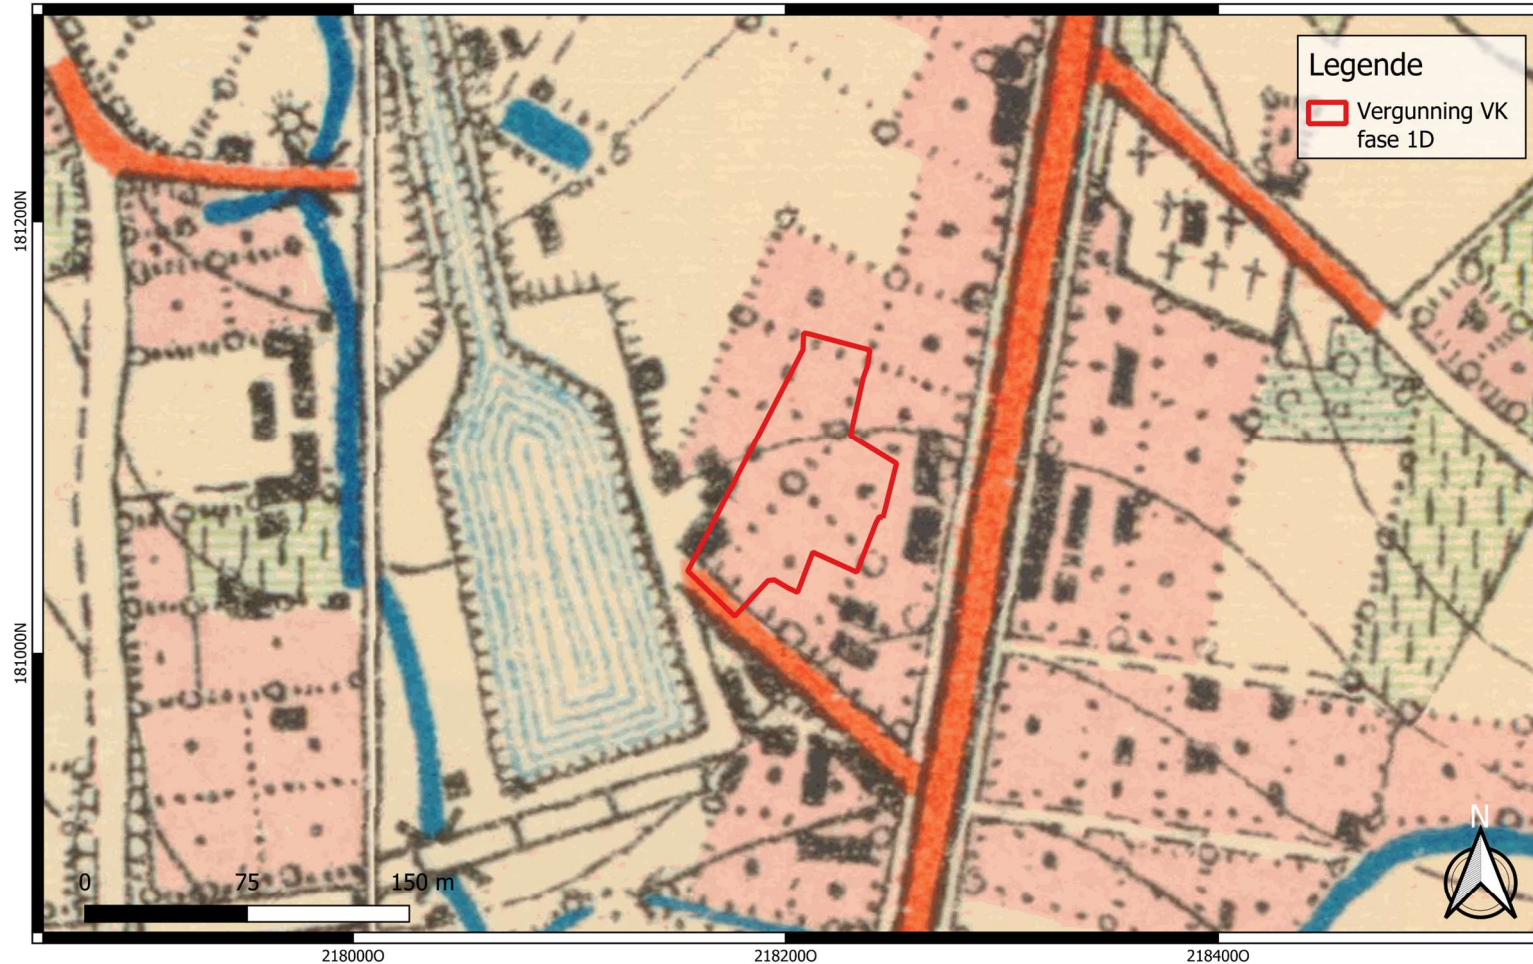 Legende
Vergunning VK
fase 1D
181200N
181000N
N
0 75 150 m
218000O
218200O
218400O